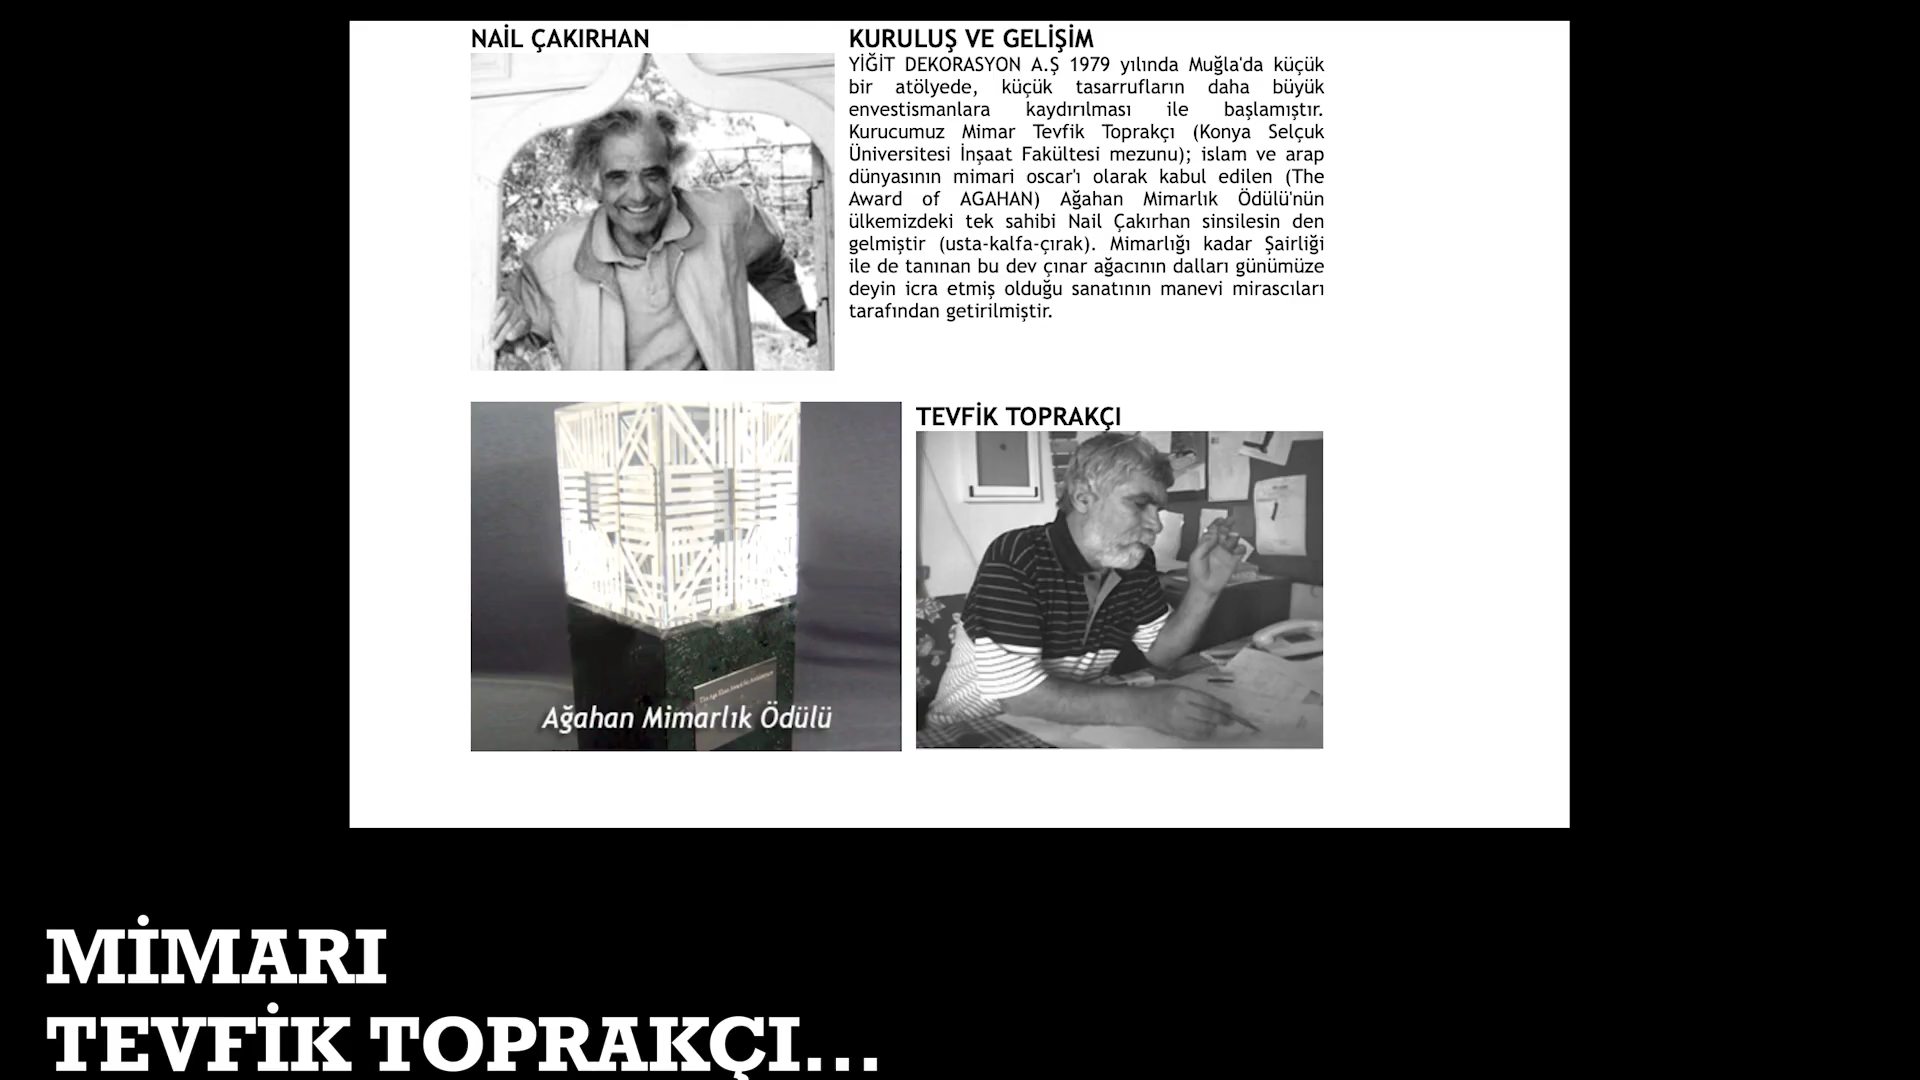 NAİL ÇAKIRHAN
KURULUŞ VE GELİŞİM
YİĞİT DEKORASYON A.Ş 1979 yılında Muğla'da küçük
bir atölyede, küçük tasarrufların daha büyük
envestismanlara kaydırılması ile başlamıştır.
Kurucumuz Mimar Tevfik Toprakçı (Konya Selçuk
Üniversitesi İnşaat Fakültesi mezunu); islam ve arap
dünyasının mimari oscar'ı olarak kabul edilen (The
Award of AGAHAN) Ağahan Mimarlık Ödülü'nün
ülkemizdeki tek sahibi Nail Çakırhan sinsilesin den
gelmiştir (usta-kalfa-çırak). Mimarlığı kadar Şairliği
ile de tanınan bu dev çınar ağacının dalları günümüze
deyin icra etmiş olduğu sanatının manevi mirascıları
tarafından getirilmiştir.
Ağahan Mimarlık Ödülü
TEVFİK TOPRAKÇI
MİMARI
TEVFİK TOPRAKÇI...